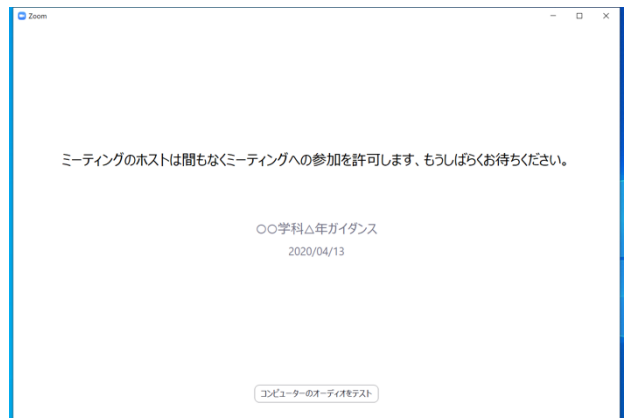 Zoom
ミーティングのホストは間もなくミーティングへの参加を許可します、もうしばらくお待ちください。
○○学科△年ガイダンス
2020/04/13
コンピューターのオーディオをテスト